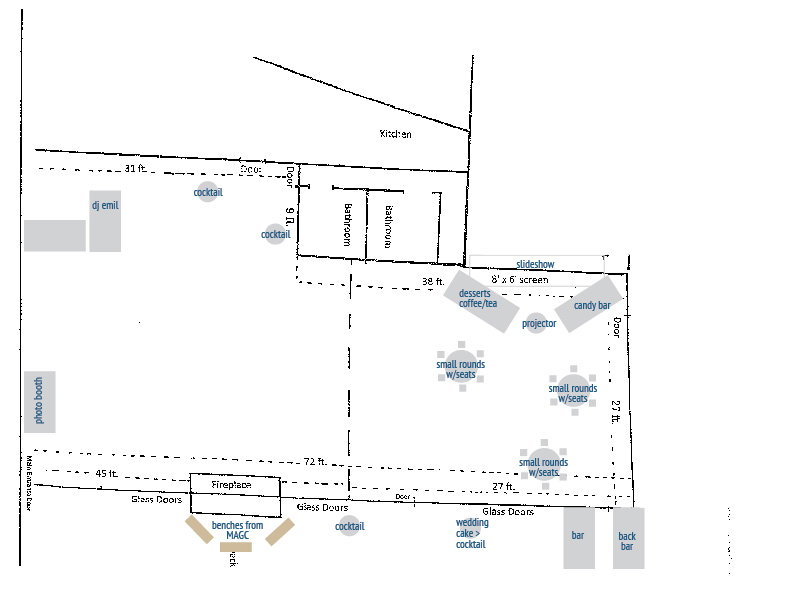 Kitchen
31 ft.
Door
Door
cocktail
dj emil
9 ft.
cocktail
Bathroom
Bathroom
slideshow
38 ft.
8' x 6' screen
desserts
coffee/tea
candy bar
projector
Door
small rounds
w/seats
small rounds
w/seats
photo booth
27 ft.
small rounds
w/seats
72 ft.
45 ft.
Main Entrance Door
Fireplace
27 ft.
Glass Doors
Glass Doors
Door
Glass Doors
benches from
MAGC
cocktail
wedding
cake >
cocktail
bar
back
bar